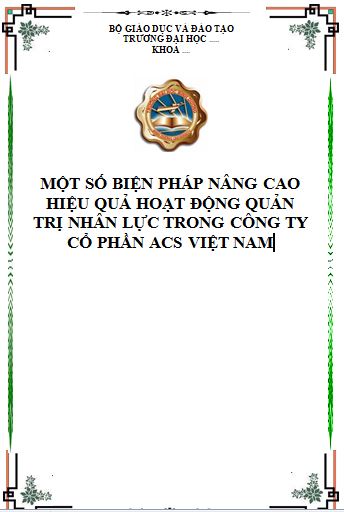 BỘ GIÁO DỤC VÀ ĐÀO TẠO
TRƯỜNG ĐẠI HỌC ....
KHOA ...
MỘT SỐ BIỆN PHÁP NÂNG CAO
HIỆU QUẢ HOẠT ĐỘNG QUẢN
TRỊ NHÂN LỰC TRONG CÔNG TY
CỔ PHẦN ACS VIỆT NAM